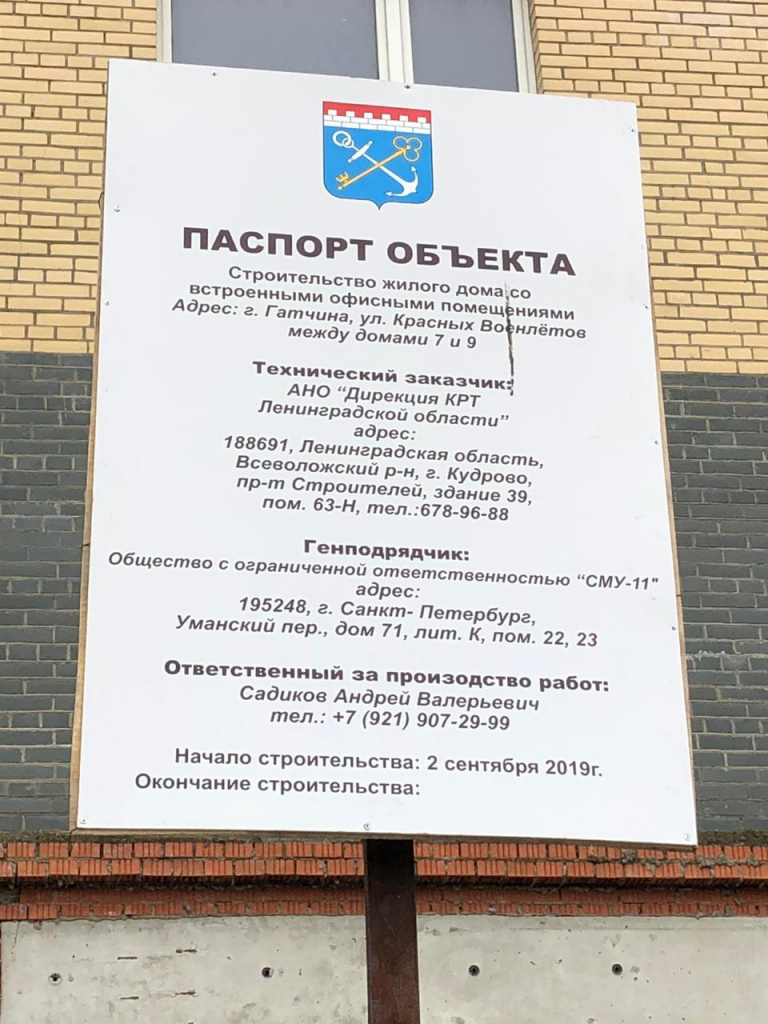 ПАСПОРТ ОБЪЕКТА
Строительство жилого дома со
встроенными офисными помещениями
Адрес: г. Гатчина, ул. Красных Военлётов
между домами 7 и 9
Технический заказчик:
АНО “Дирекция КРТ
Ленинградской области”
адрес:
188691, Ленинградская область,
Всеволожский р-н, г. Кудрово,
пр-т Строителей, здание 39,
пом. 63-Н, тел.:678-96-88
Генподрядчик:
Общество с ограниченной ответственностью “СМУ-11"
адрес:
195248, г. Санкт- Петербург,
Уманский пер., дом 71, лит. К, пом. 22, 23
Ответственный за произодство работ:
Садиков Андрей Валерьевич
тел.: +7 (921) 907-29-99
Начало строительства: 2 сентября 2019г.
Окончание строительства: